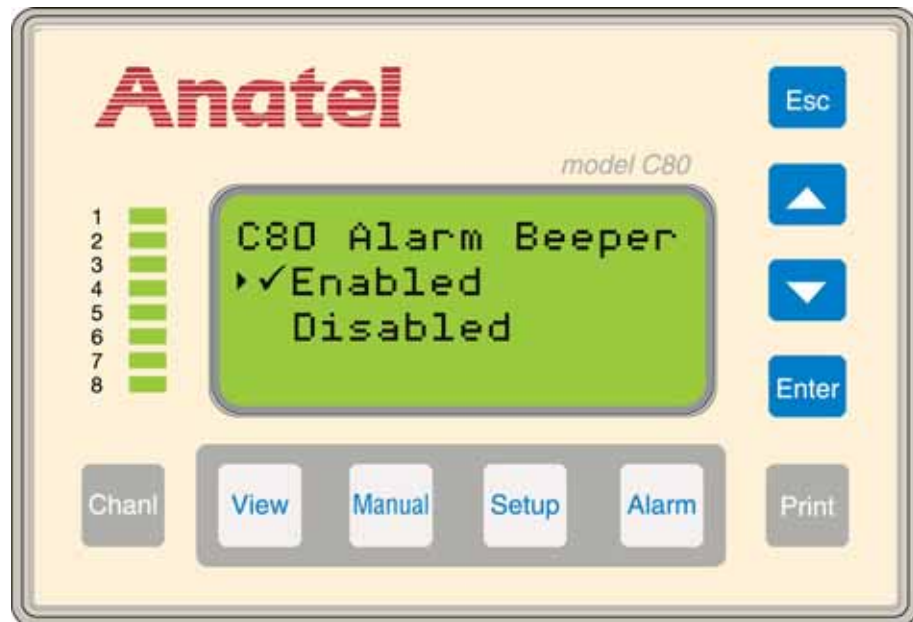 Anatel
Esc
model C80
1
2
3
4
5
6
7
8
C80 Alarm Beeper
✓Enabled
Disabled
Enter
Chanl
View
Manual
Setup
Alarm
Print